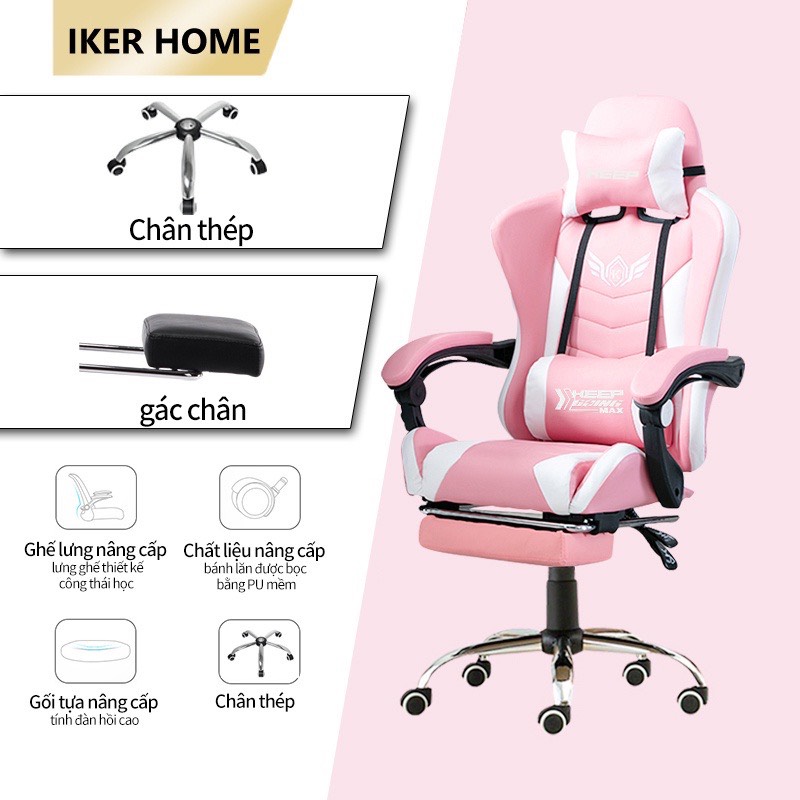 IKER HOME
Chân thép
gác chân
Ghế lưng nâng cấp
lưng ghế thiết kế
công thái học
Chất liệu nâng cấp
bánh lăn được bọc
bằng PU mềm
Gối tựa nâng cấp
tính đàn hồi cao
Chân thép
KEEP
KEEP
MAX